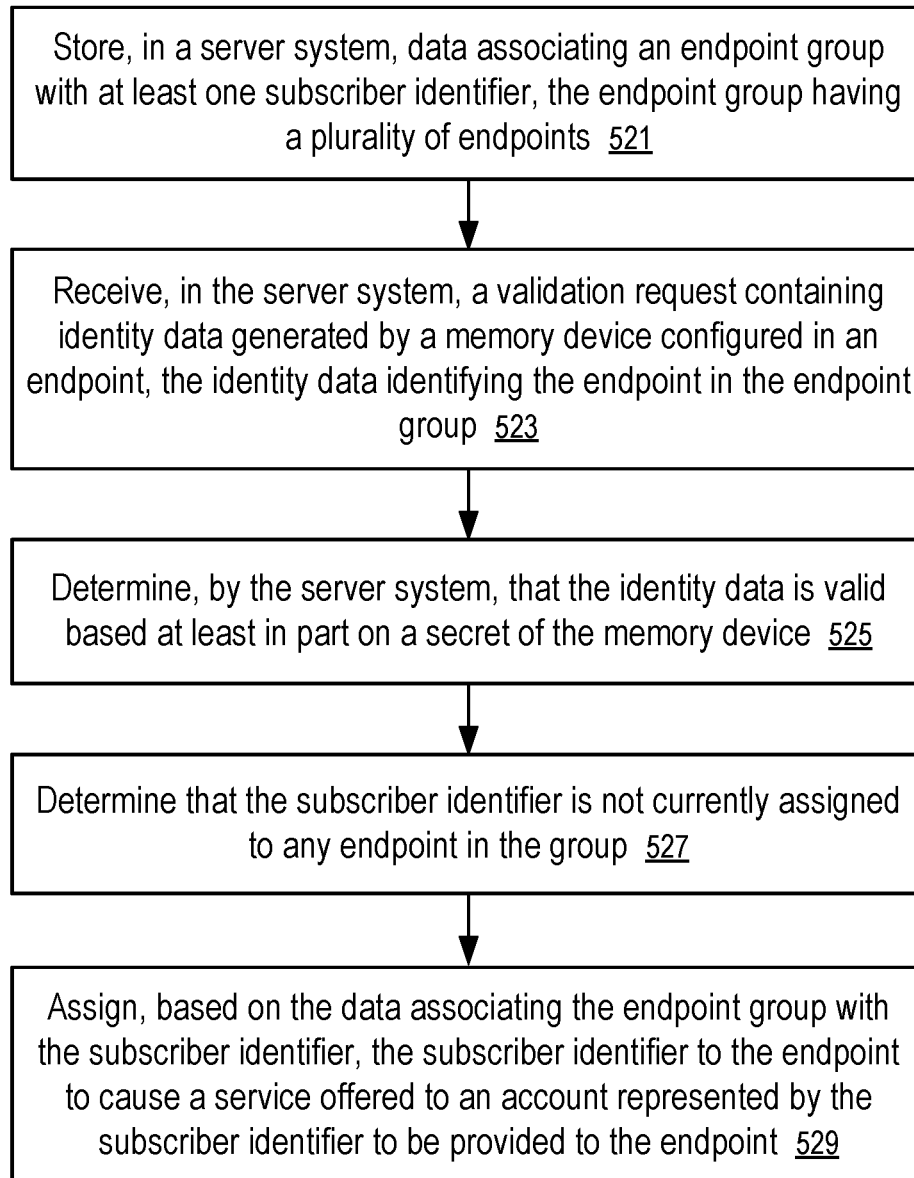 Store, in a server system, data associating an endpoint group
with at least one subscriber identifier, the endpoint group having
a plurality of endpoints 521
Receive, in the server system, a validation request containing
identity data generated by a memory device configured in an
endpoint, the identity data identifying the endpoint in the endpoint
group 523
Determine, by the server system, that the identity data is valid
based at least in part on a secret of the memory device 525
Determine that the subscriber identifier is not currently assigned
to any endpoint in the group 527
Assign, based on the data associating the endpoint group with
the subscriber identifier, the subscriber identifier to the endpoint
to cause a service offered to an account represented by the
subscriber identifier to be provided to the endpoint 529